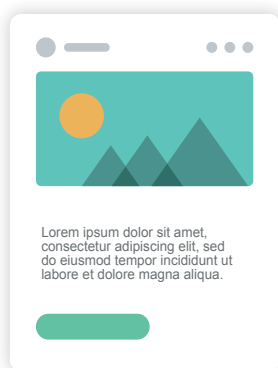 Lorem ipsum dolor sit amet,
consectetur adipiscing elit, sed
do eiusmod tempor incididunt ut
labore et dolore magna aliqua.